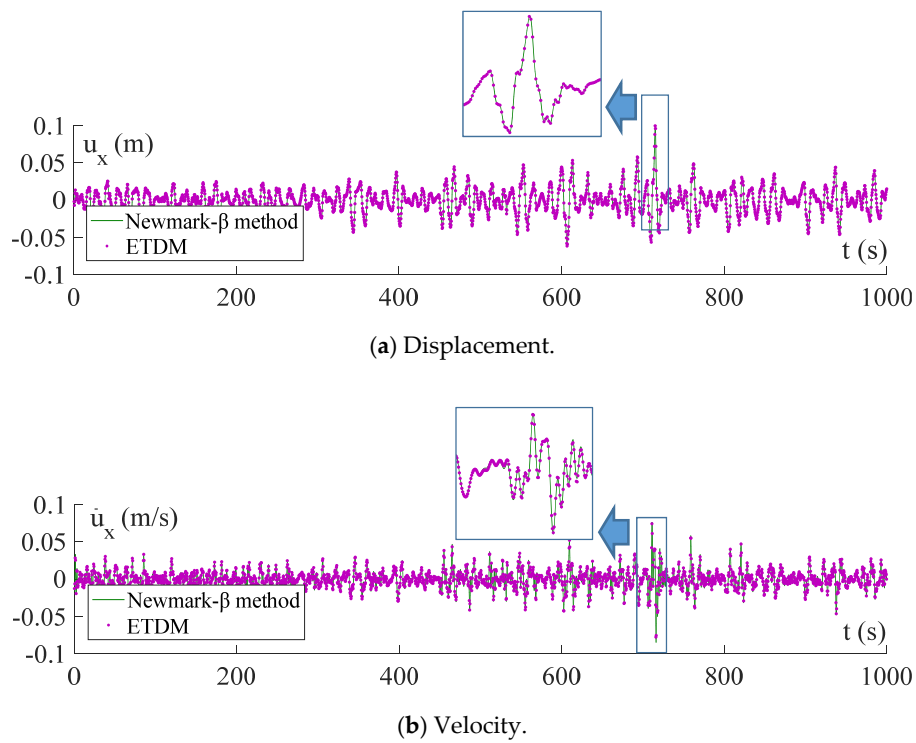 0.1
u_x (m)
0.05
0
Newmark-β method
-0.05
ETDM
t (s)
-0.1
0 200 400 600 800 1000
(a) Displacement.
0.1
u̇_x (m/s)
0.05
0
Newmark-β method
-0.05
ETDM
t (s)
-0.1
0 200 400 600 800 1000
(b) Velocity.